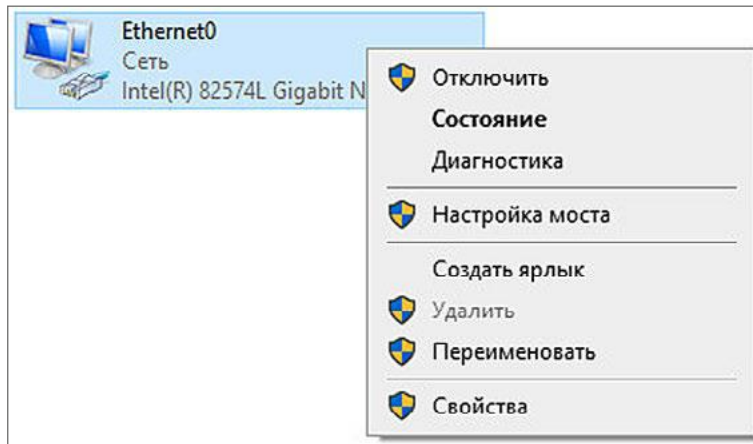 Ethernet0
Сеть
Intel(R) 82574L Gigabit N
Отключить
Состояние
Диагностика
Настройка моста
Создать ярлык
Удалить
Переименовать
Свойства